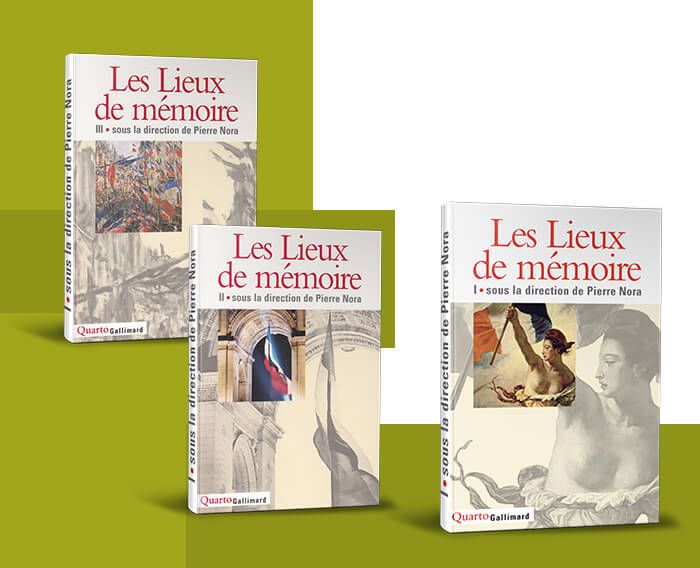 Les Lieux
de mémoire
III • sous la direction de Pierre Nora
I • sous la direction de Pierre Nora
Quarto Gallimard
Les Lieux
de mémoire
II • sous la direction de Pierre Nora
I • sous la direction de Pierre Nora
Quarto Gallimard
Les Lieux
de mémoire
I • sous la direction de Pierre Nora
I • sous la direction de Pierre Nora
Quarto Gallimard